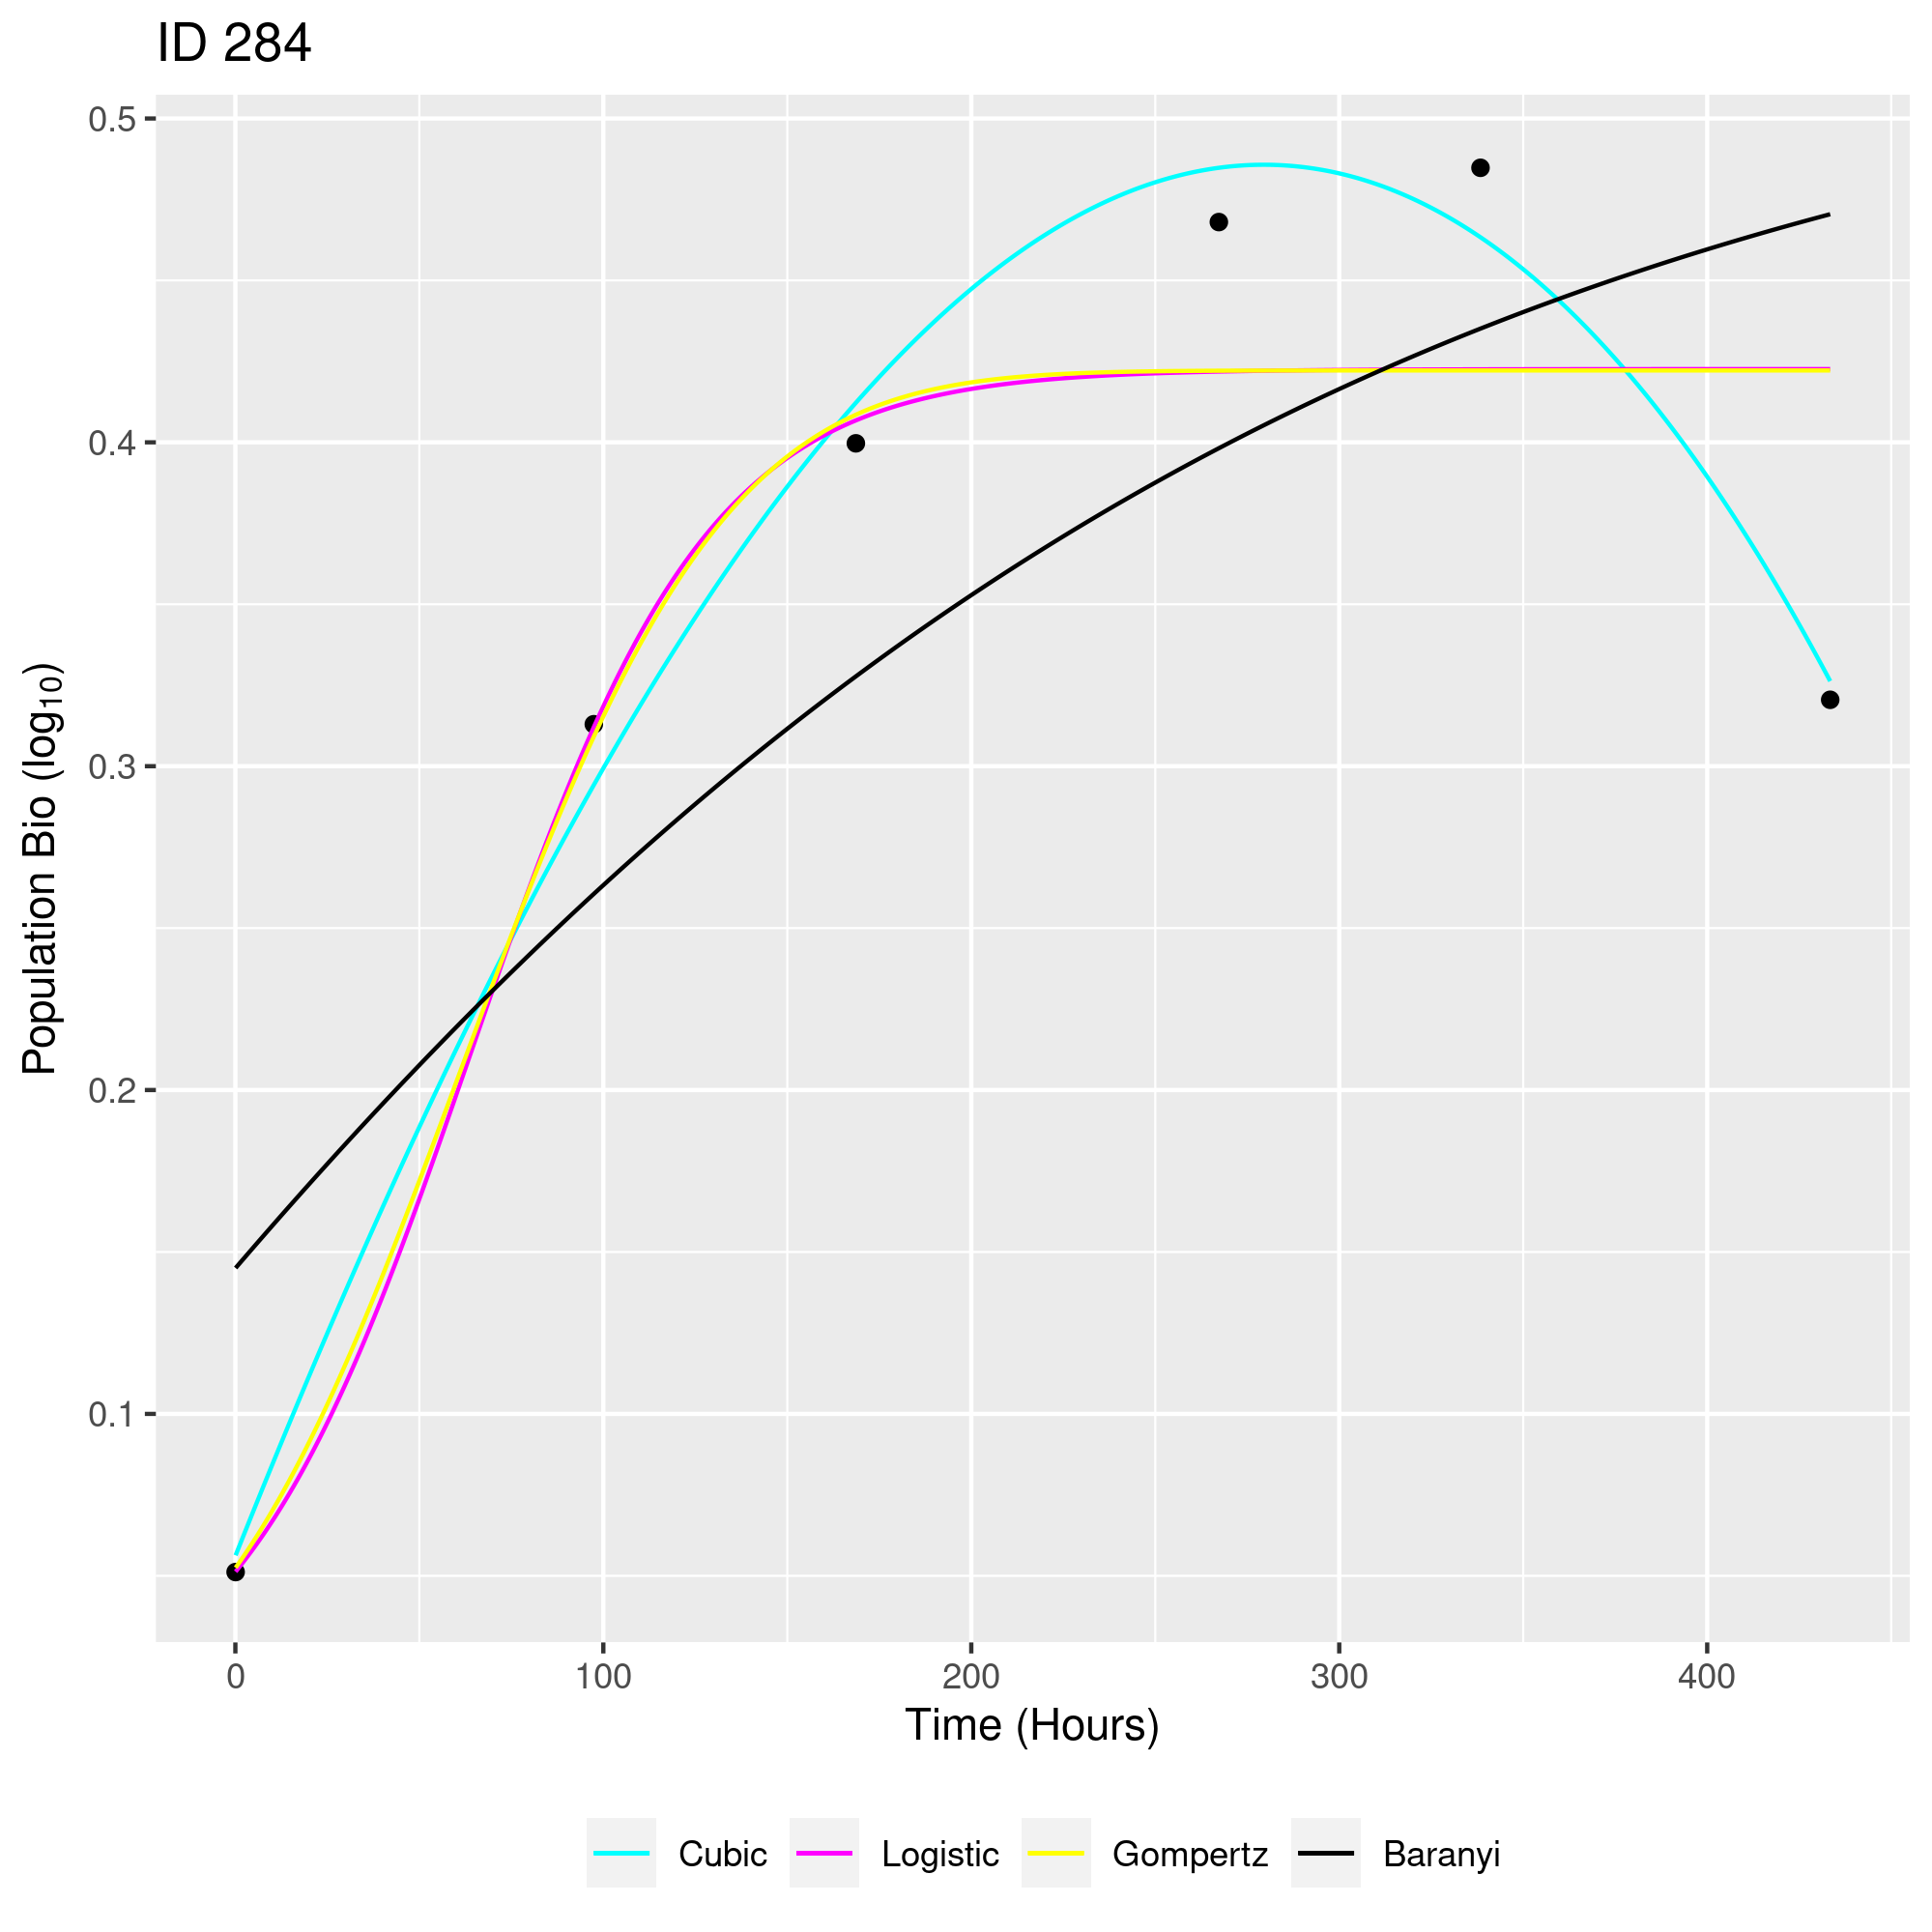 ID 284
0.5
0.4
0.3
0.2
0.1
Population Bio (log₁₀)
0 100 200 300 400
Time (Hours)
Cubic Logistic Gompertz Baranyi